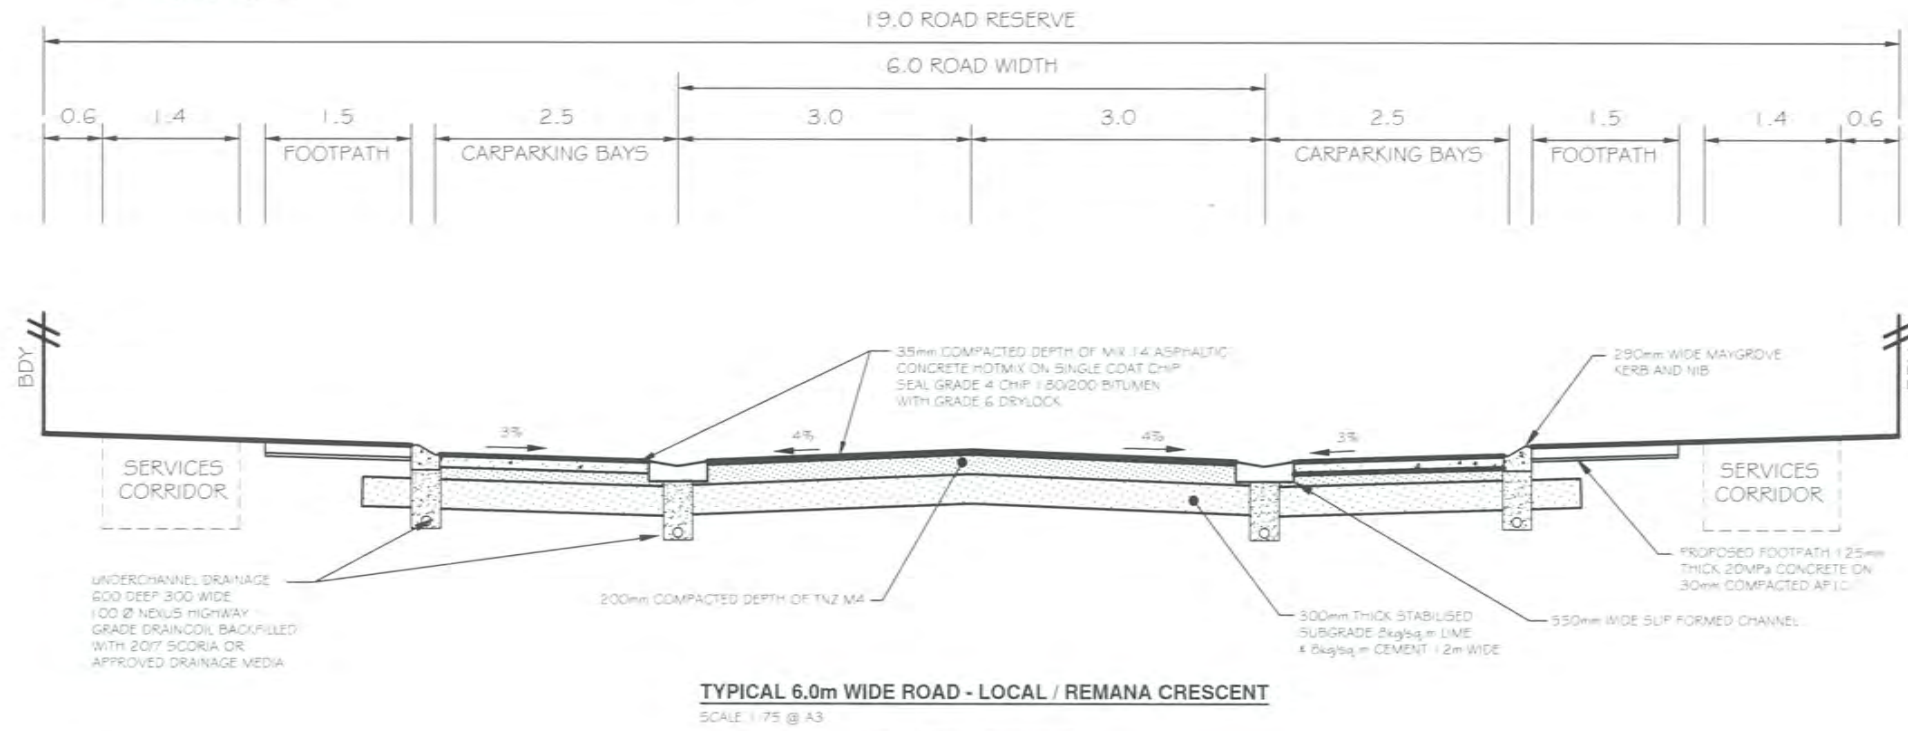 19.0 ROAD RESERVE
6.0 ROAD WIDTH
0.6 1.4 1.5 2.5 3.0 3.0 2.5 1.5 1.4 0.6
FOOTPATH CARPARKING BAYS CARPARKING BAYS FOOTPATH
BDY
35mm COMPACTED DEPTH OF MIX 14 ASPHALTIC
CONCRETE HOTMIX ON SINGLE COAT CHIP
SEAL GRADE 4 CHIP 180/200 BITUMEN
WITH GRADE 6 DRYLOCK
290mm WIDE MAYGROVE
KERB AND NIB
3% 4% 4% 3%
SERVICES
CORRIDOR
SERVICES
CORRIDOR
UNDERCHANNEL DRAINAGE
600 DEEP 300 WIDE
100 Ø NEXUS HIGHWAY
GRADE DRAINCOIL BACKFILLED
WITH 20/7 SCORIA OR
APPROVED DRAINAGE MEDIA
200mm COMPACTED DEPTH OF TNZ M4
300mm THICK STABILISED
SUBGRADE 8kg/sq.m LIME
& 8kg/sq.m CEMENT 12m WIDE
550mm WIDE SLIP FORMED CHANNEL
PROPOSED FOOTPATH 125mm
THICK 20MPa CONCRETE ON
30mm COMPACTED
TYPICAL 6.0m WIDE ROAD - LOCAL / REMANA CRESCENT
SCALE 1:75 @ A3